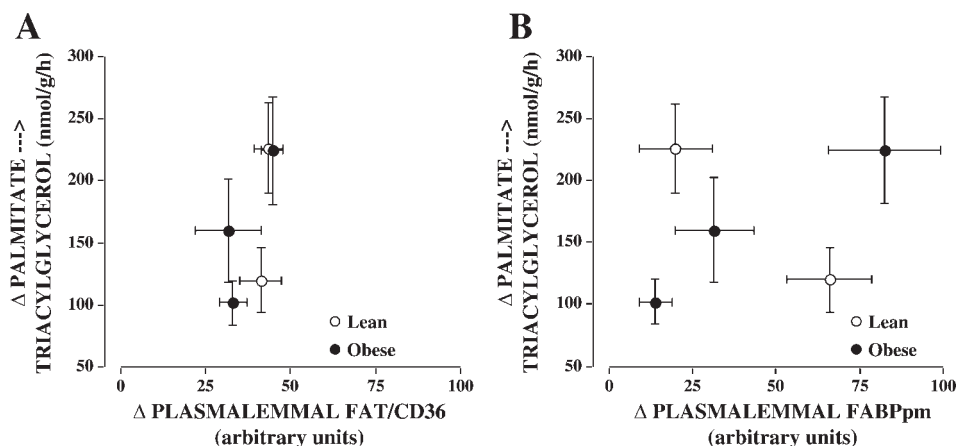 A
Δ PALMITATE --->
TRIACYLGLYCEROL (nmol/g/h)
300
250
200
150
100
50
0
25
50
75
100
Lean
Obese
Δ PLASMALEMMAL FAT/CD36
(arbitrary units)
B
Δ PALMITATE --->
TRIACYLGLYCEROL (nmol/g/h)
300
250
200
150
100
50
0
25
50
75
100
Lean
Obese
Δ PLASMALEMMAL FABPpm
(arbitrary units)